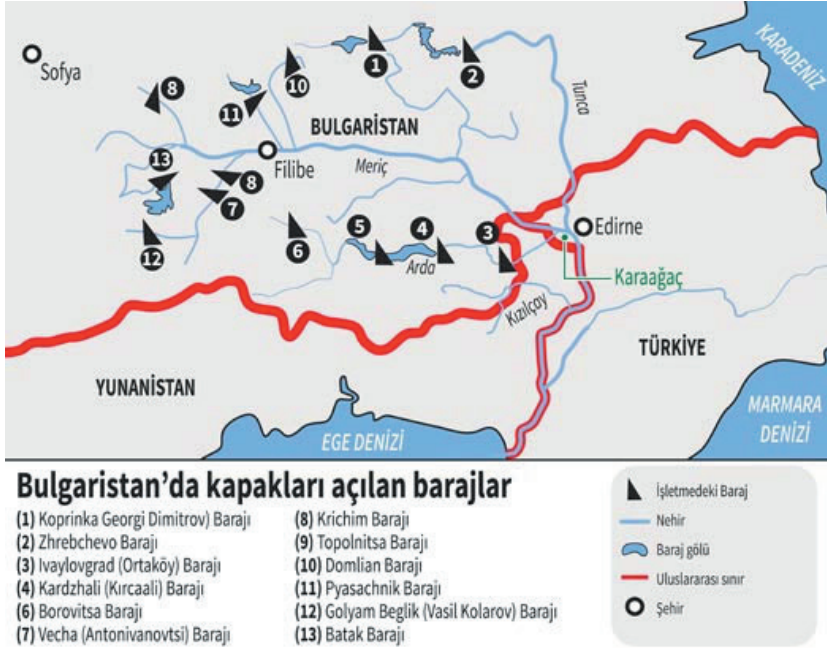 Sofya
8
11
10
1
2
KARADENİZ
Tunca
BULGARİSTAN
13
Filibe
Meriç
8
7
12
6
5
4
3
Arda
Edirne
Karaağaç
Kızılçay
YUNANİSTAN
TÜRKİYE
EGE DENİZİ
MARMARA
DENİZİ
Bulgaristan’da kapakları açılan barajlar
(1) Koprinka Georgi Dimitrov) Barajı
(2) Zhrebchevo Barajı
(3) Ivaylovgrad (Ortaköy) Barajı
(4) Kardzhali (Kırcaali) Barajı
(6) Borovitsa Barajı
(7) Vecha (Antonivanovtsi) Barajı
(8) Krichim Barajı
(9) Topolnitsa Barajı
(10) Domlian Barajı
(11) Pyasachnik Barajı
(12) Golyam Beglik (Vasil Kolarov) Barajı
(13) Batak Barajı
İşletmedeki Baraj
Nehir
Baraj gölü
Uluslararası sınır
Şehir